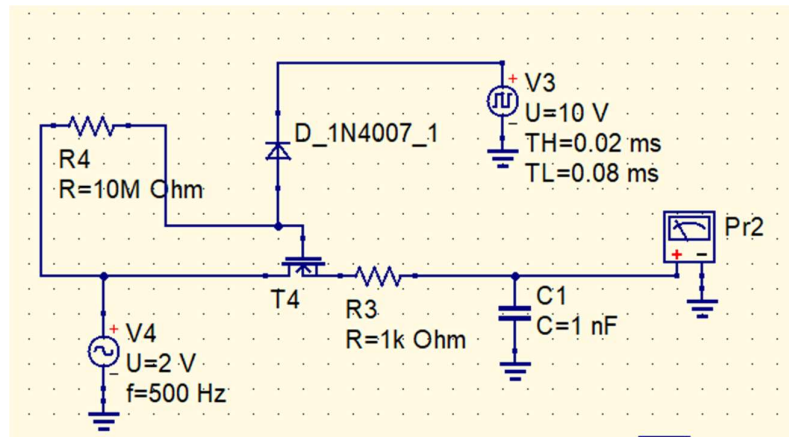 V3
U=10 V
TH=0.02 ms
TL=0.08 ms
D_1N4007_1
R4
R=10M Ohm
Pr2
T4
R3
R=1k Ohm
C1
C=1 nF
V4
U=2 V
f=500 Hz